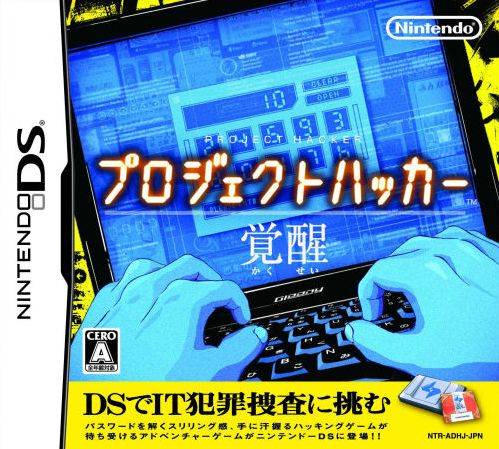 Nintendo
NINTENDO DS
TM
10
CLEAR
OPEN
PROJECT HACKER
プロジェクトハッカー
TM
覚醒
かく せい
Gleepy
CERO
A
全年齢対象
DSでIT犯罪捜査に挑む
パスワードを解くスリリング感、手に汗握るハッキングゲームが
待ち受けるアドベンチャーゲームがニンテンドーDSに登場!!
NTR-ADHJ-JPN